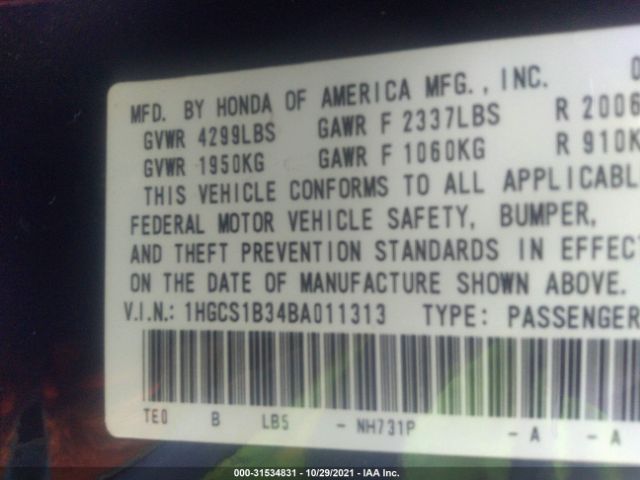 MFD. BY HONDA OF AMERICA MFG., INC. 0
GVWR 4299LBS GAWR F 2337LBS R 2006
GVWR 1950KG GAWR F 1060KG R 910K
THIS VEHICLE CONFORMS TO ALL APPLICABLE
FEDERAL MOTOR VEHICLE SAFETY, BUMPER,
AND THEFT PREVENTION STANDARDS IN EFFECT
ON THE DATE OF MANUFACTURE SHOWN ABOVE.
V.I.N.: 1HGCS1B34BA011313 TYPE: PASSENGER
TE0 B LB5 - NH731P - A - A
000-31534831 - 10/29/2021 - IAA Inc.